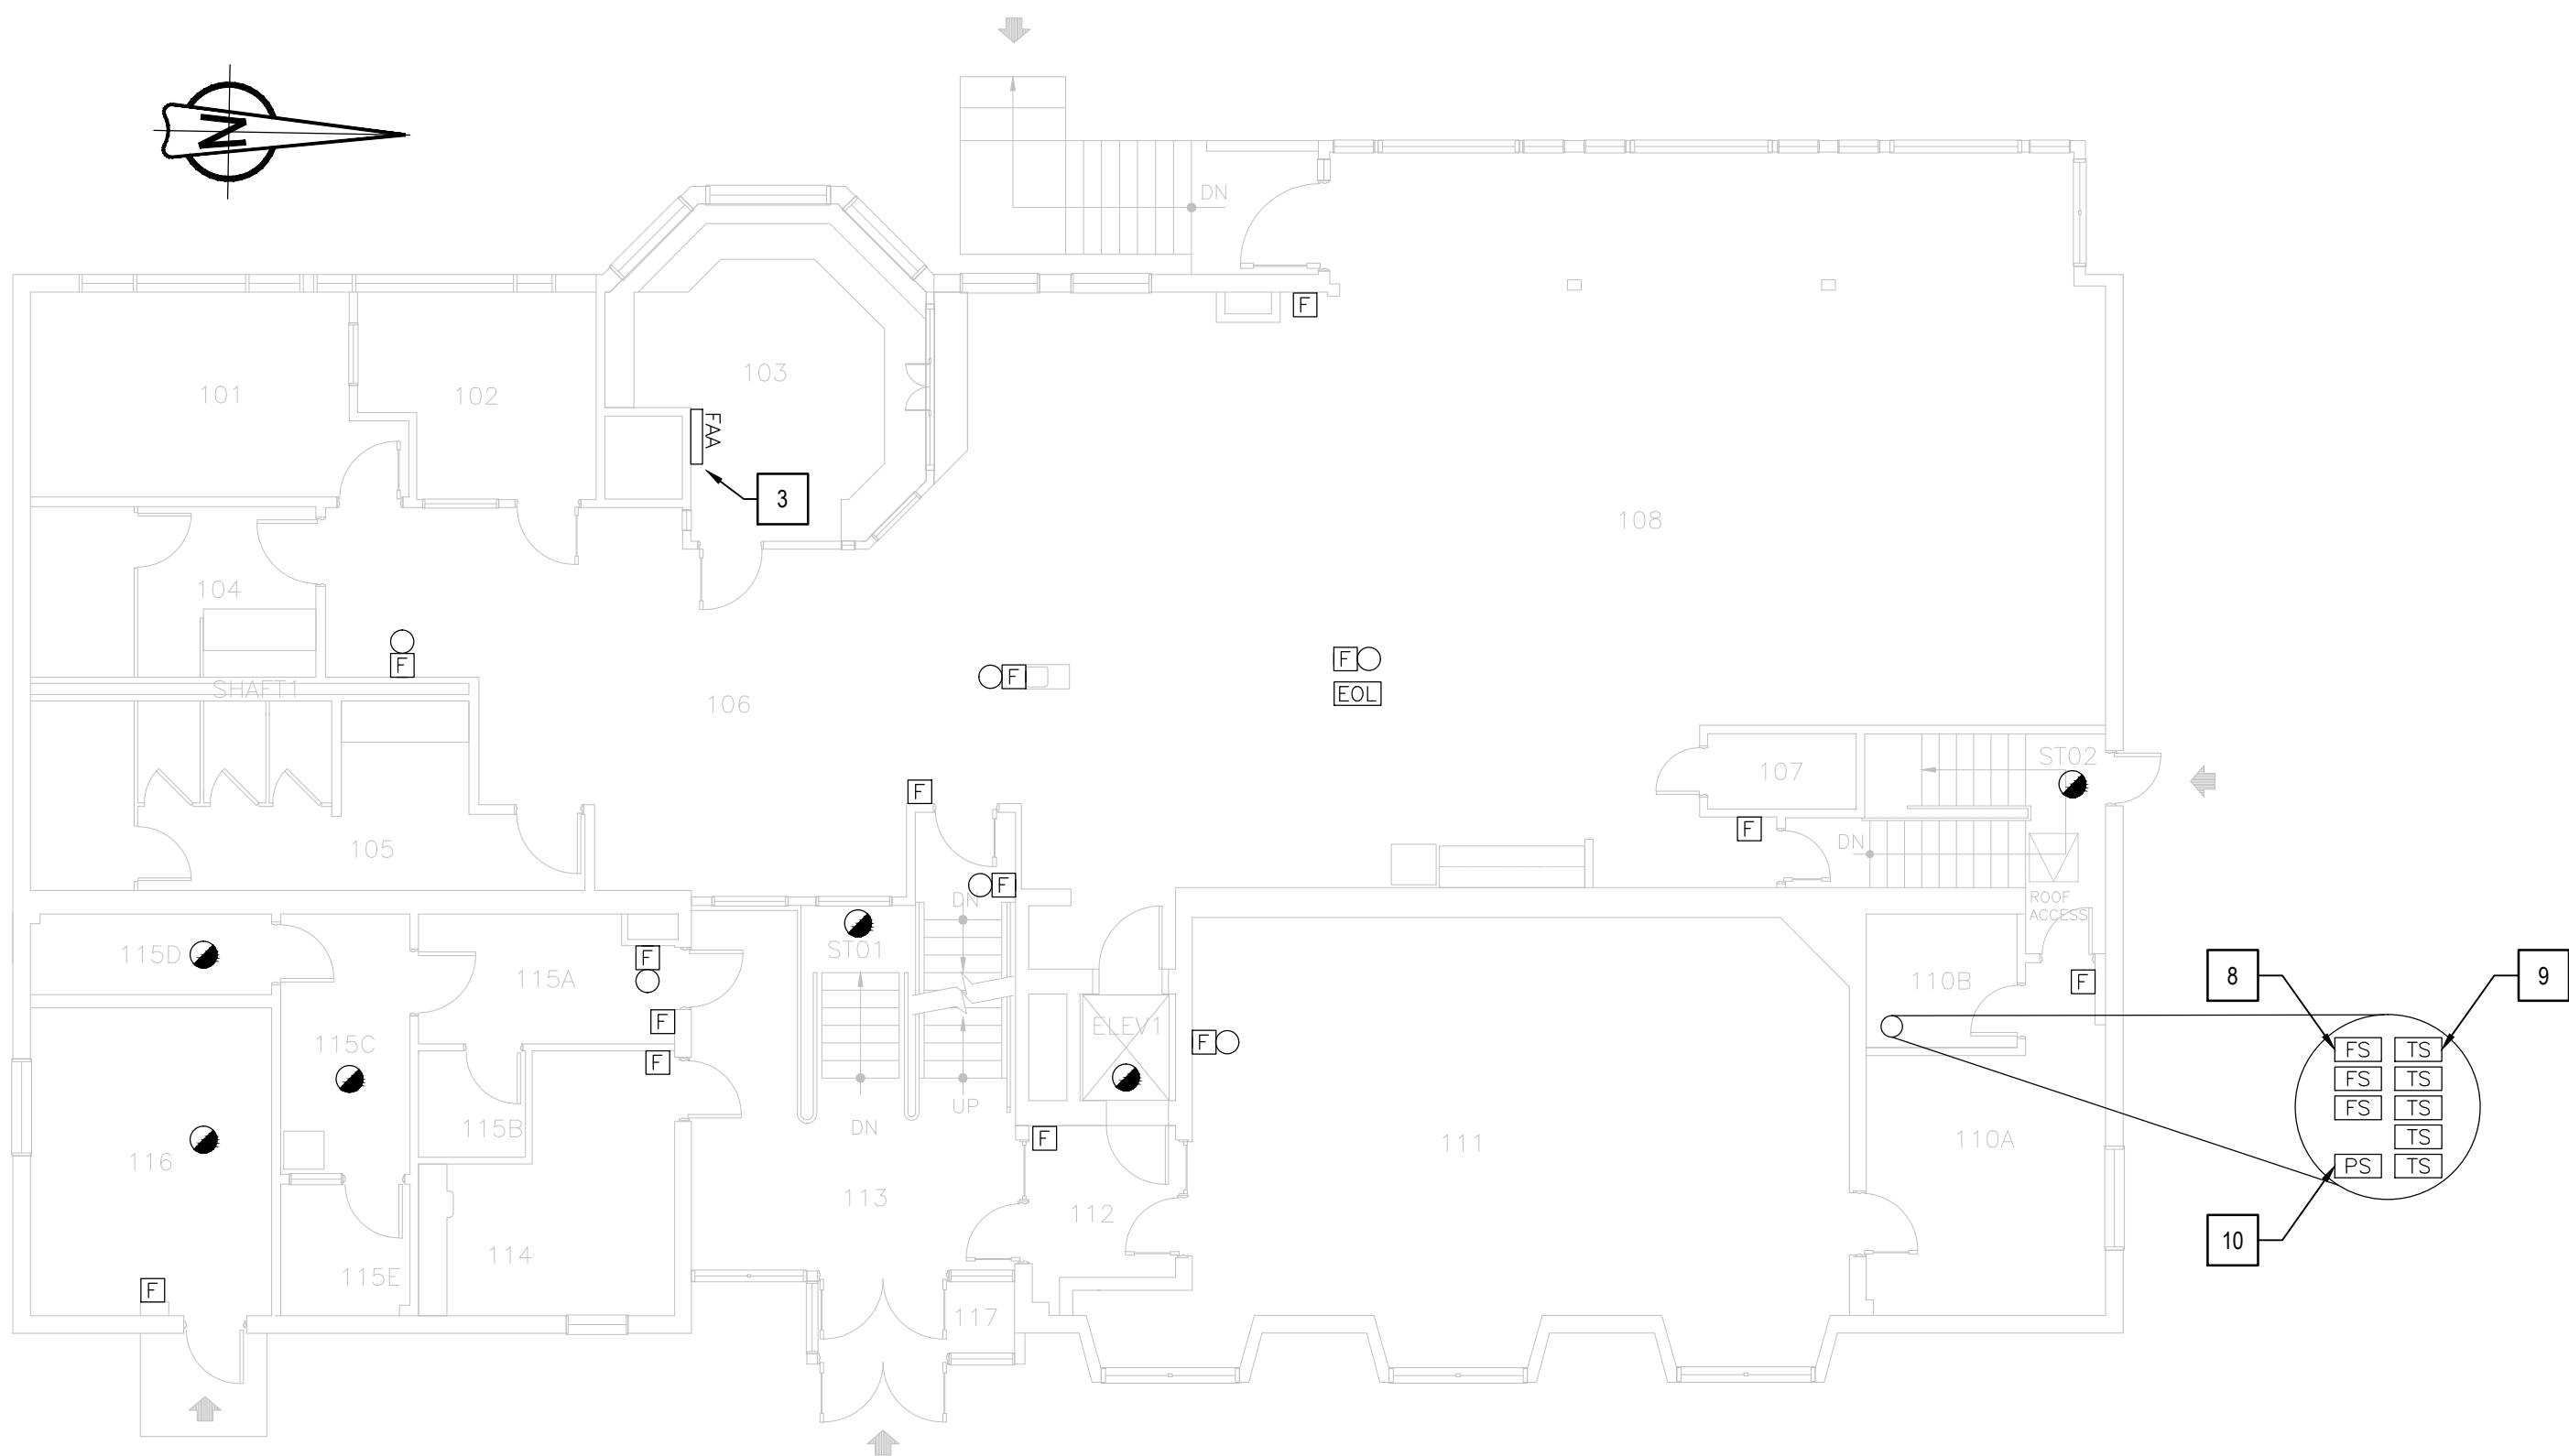 N
DN
F
101
102
103
FAA
3
108
104
F
F
F
EOL
SHAFT1
106
ST02
107
F
F
DN
105
F
DN
ROOF
ACCESS
115D
ST01
F
115A
110B
F
8
9
F
115C
F
ELEV1
F
FS TS
FS TS
FS TS
TS
PS TS
UP
DN
115B
F
111
110A
116
113
112
10
114
115E
F
117